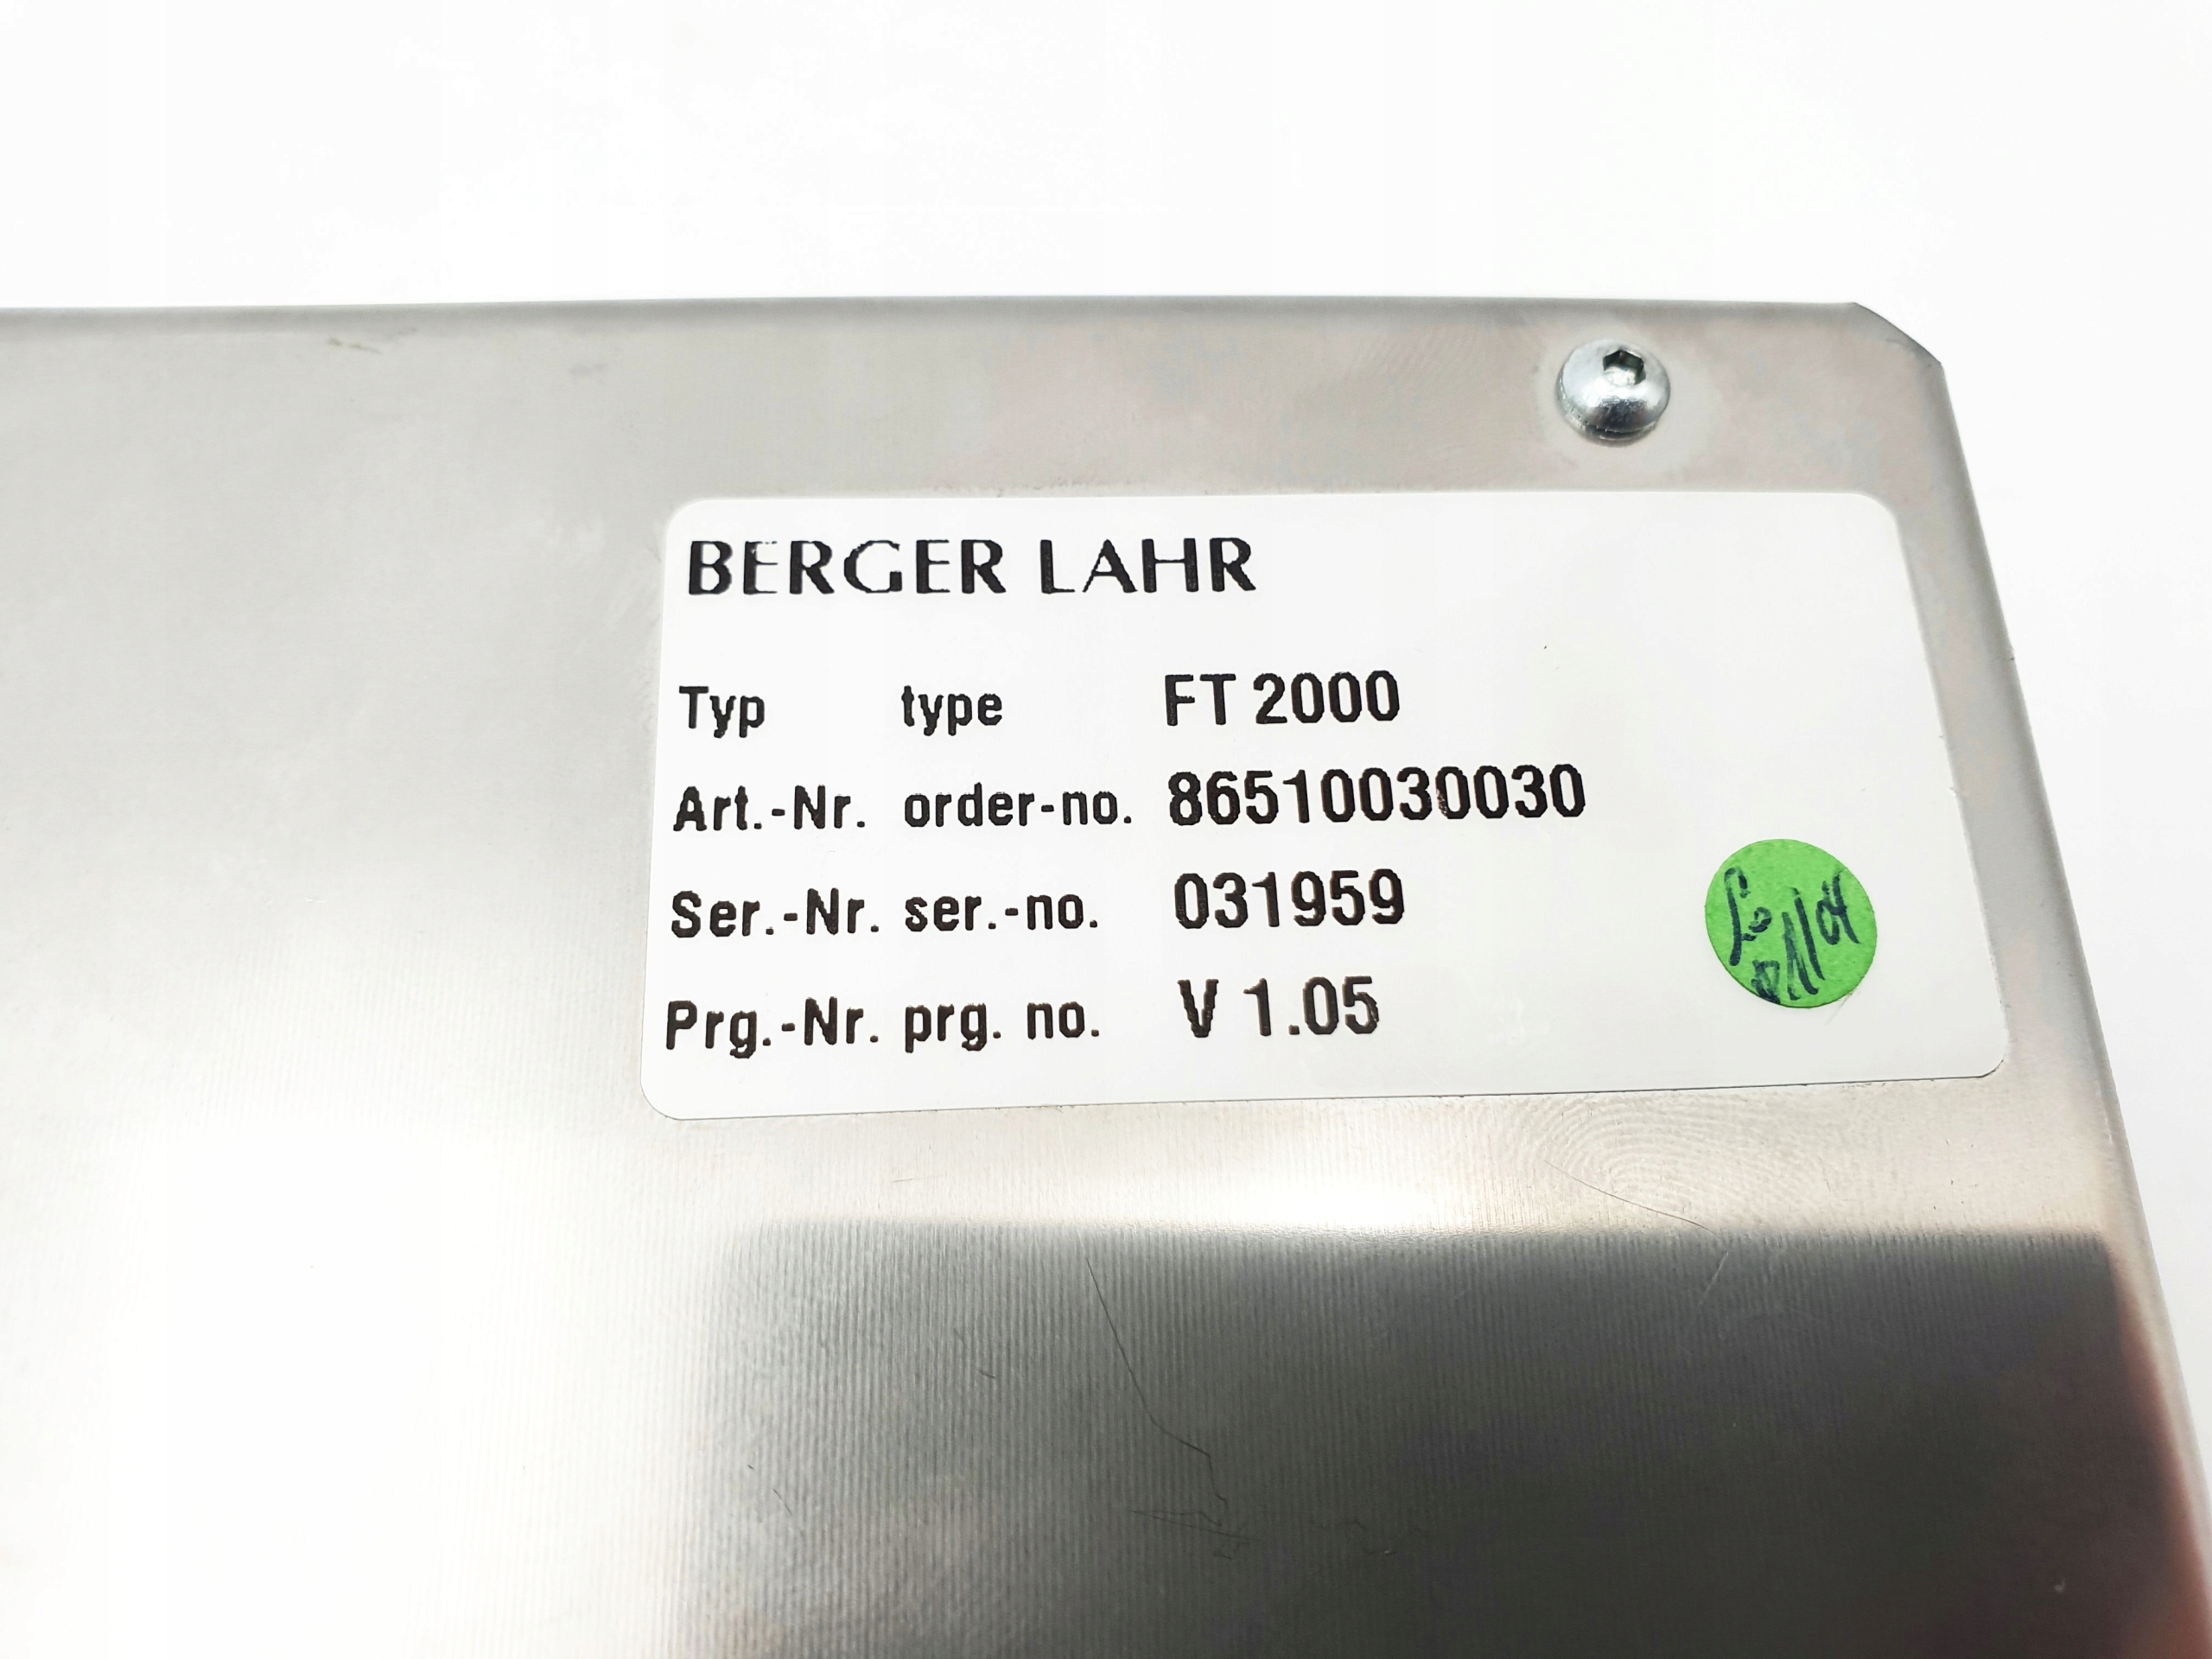 BERGER LAHR
Typ type FT 2000
Art.-Nr. order-no. 86510030030
Ser.-Nr. ser.-no. 031959
Prg.-Nr. prg. no. V 1.05